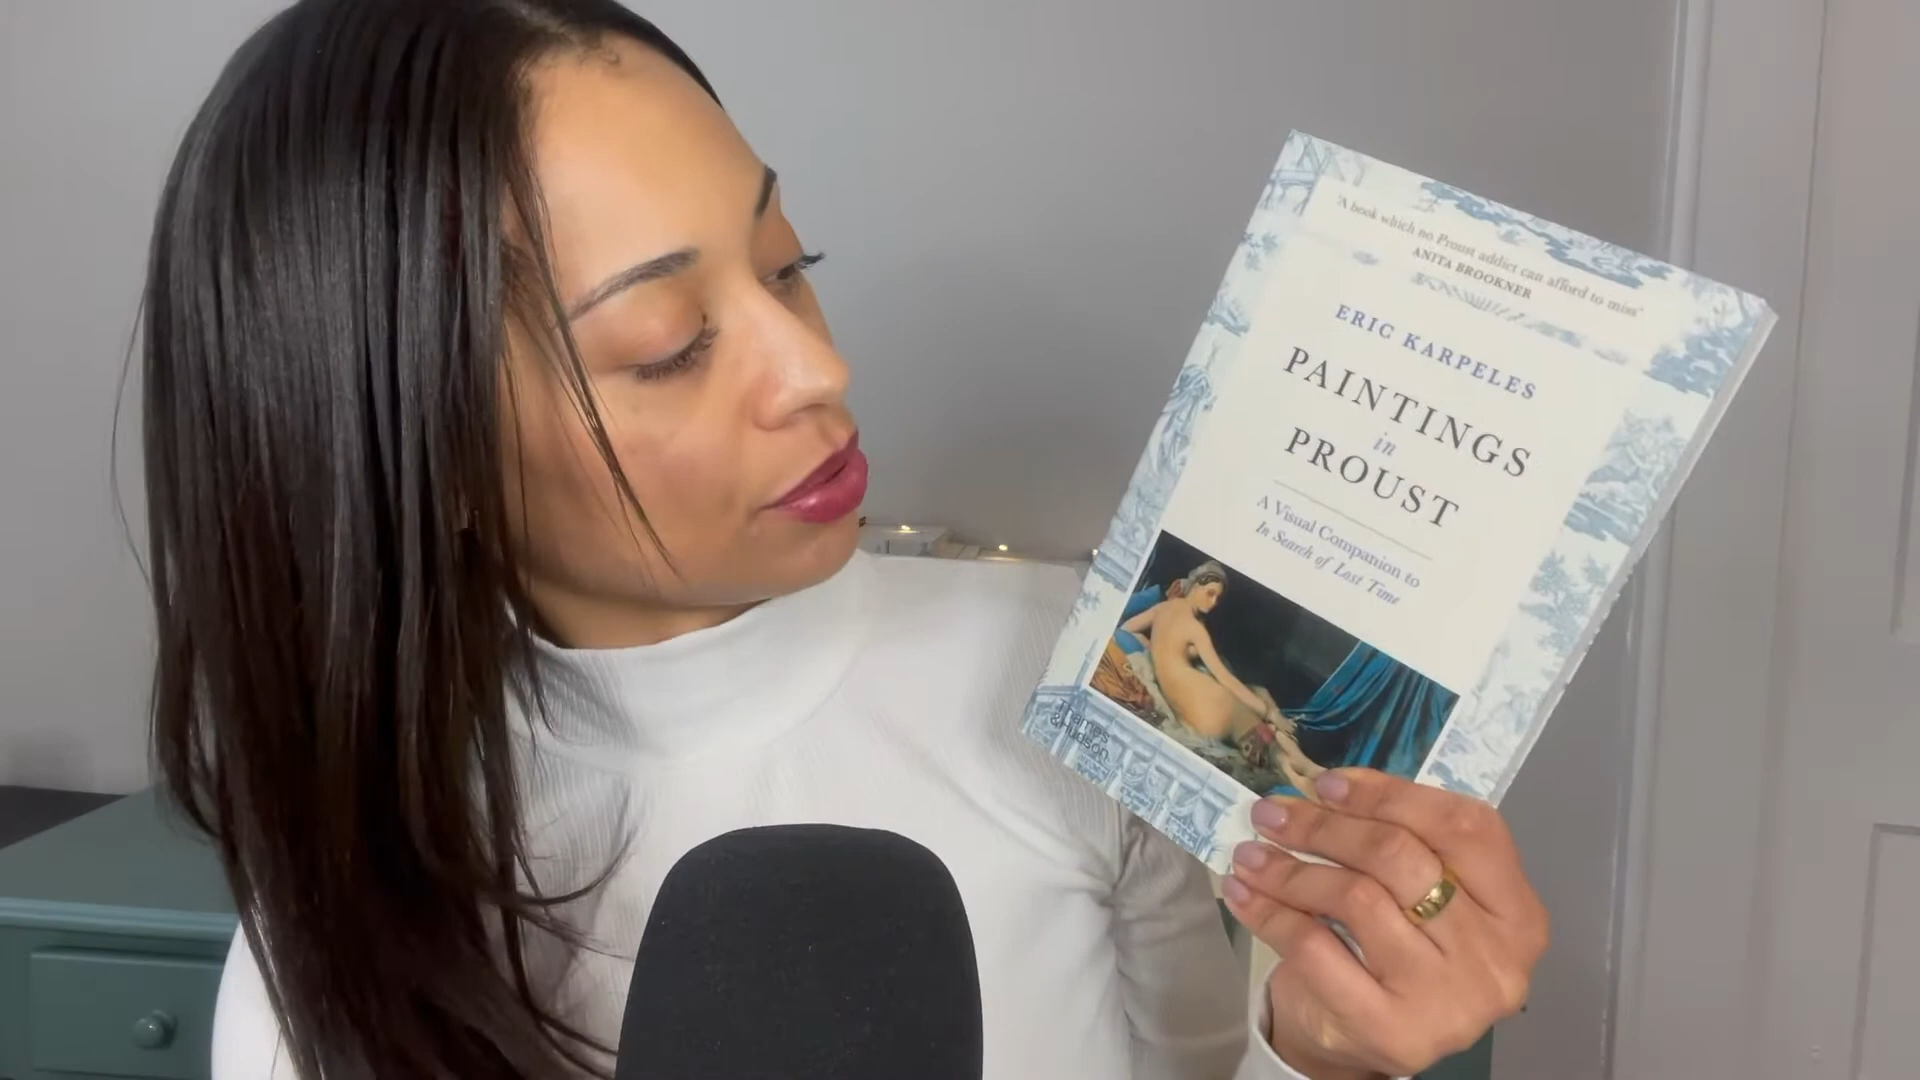 "A book which no Proust addict can afford to miss"
ANITA BROOKNER
ERIC KARPELES
PAINTINGS
in
PROUST
A Visual Companion to
In Search of Lost Time
Thames
&Hudson